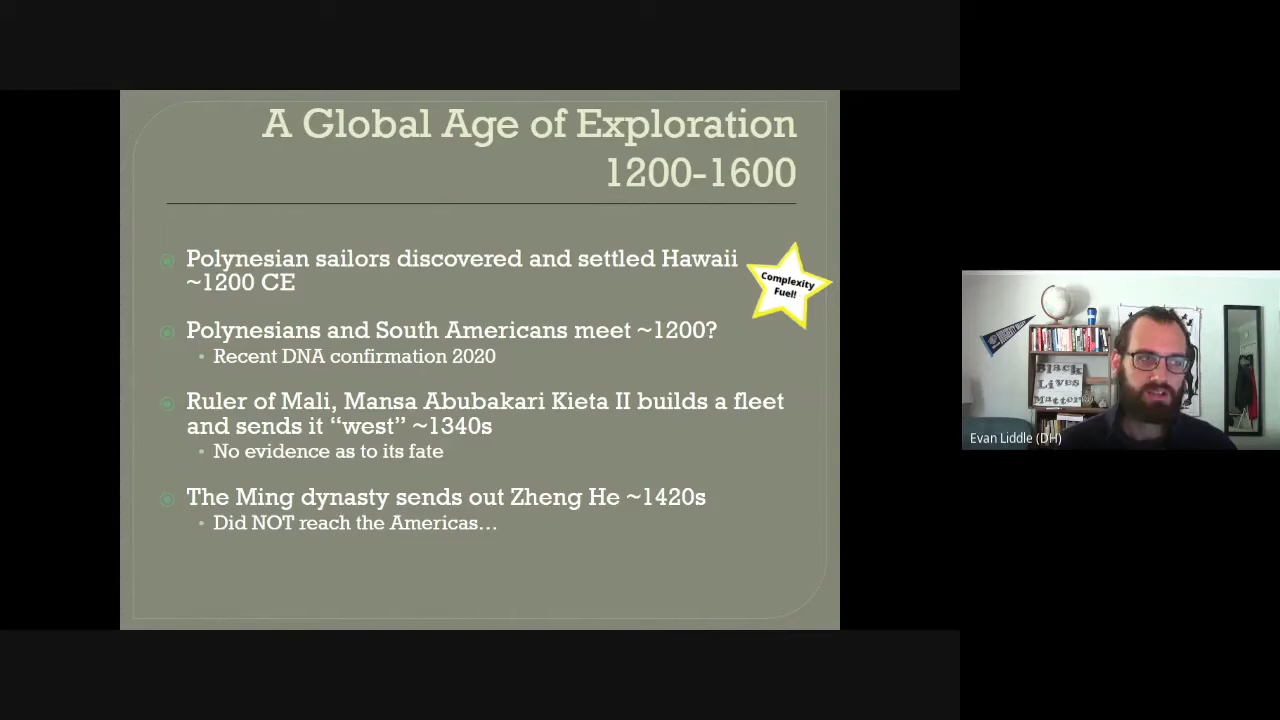 A Global Age of Exploration
1200-1600
Polynesian sailors discovered and settled Hawaii
~1200 CE
Complexity
Fuel!
Polynesians and South Americans meet ~1200?
Recent DNA confirmation 2020
Ruler of Mali, Mansa Abubakari Kieta II builds a fleet
and sends it “west” ~1340s
No evidence as to its fate
The Ming dynasty sends out Zheng He ~1420s
Did NOT reach the Americas…
Black
Lives
Matter
Evan Liddle (DH)